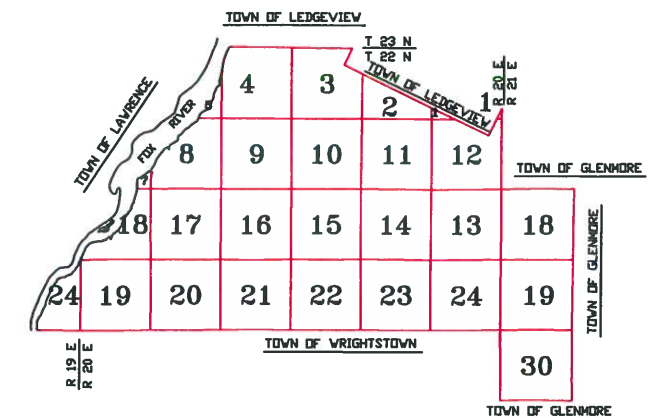 TOWN OF LEDGEVIEW
T 23 N
T 22 N
TOWN OF LEDGEVIEW
R 20 E
R 21 E
TOWN OF LAWRENCE
FOX RIVER
4 3 2 1 1
8 9 10 11 12
TOWN OF GLENMORE
18 17 16 15 14 13 18
TOWN OF GLENMORE
24 19 20 21 22 23 24 19
R 19 E
R 20 E
TOWN OF WRIGHTSTOWN
30
TOWN OF GLENMORE